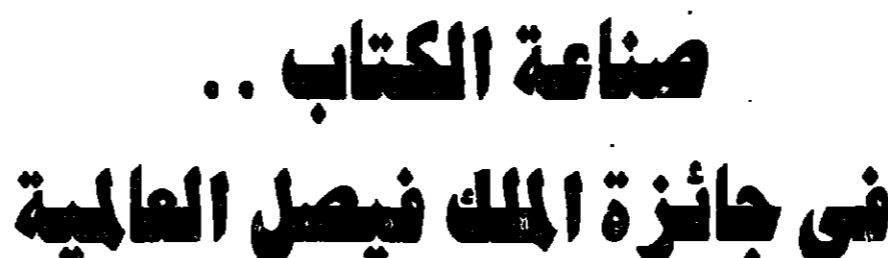 صناعة الكتاب ..
فى جائزة الملك فيصل العالمية